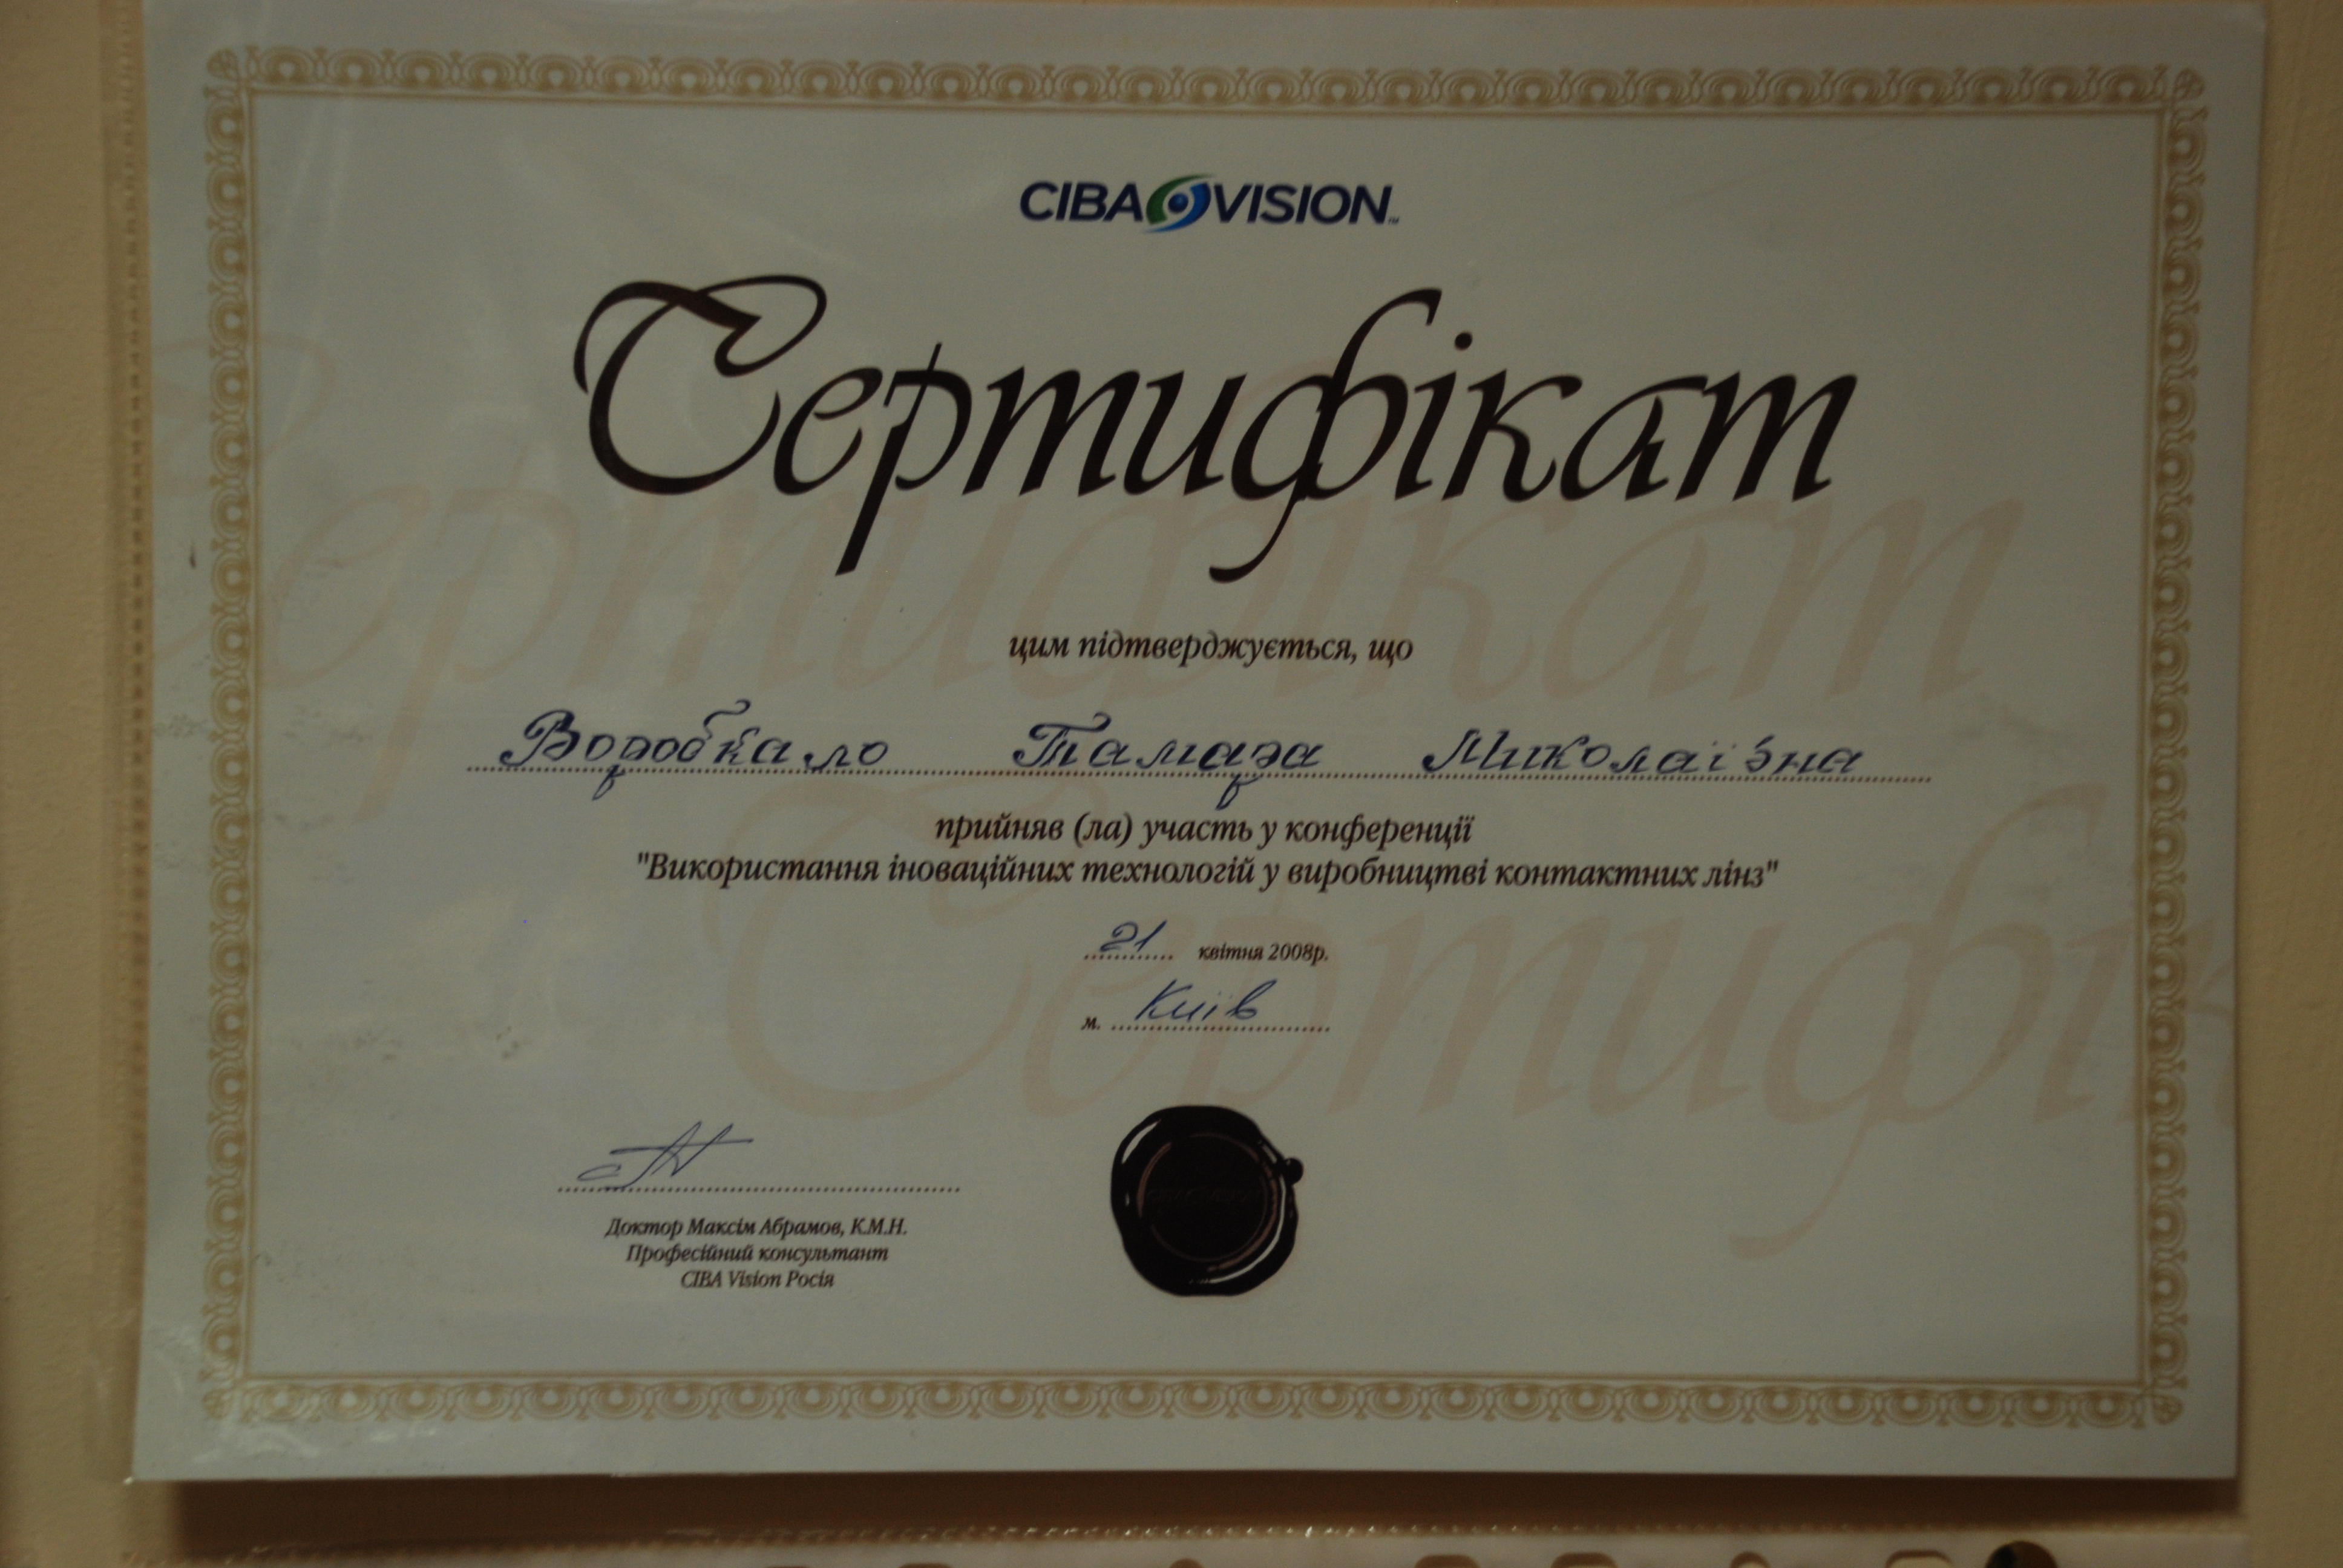 CIBA VISION™
Сертифікат
цим підтверджується, що
Воробкало Тамара Миколаївна
прийняв (ла) участь у конференції
"Використання іноваційних технологій у виробництві контактних лінз"
21 квітня 2008р.
м. Київ
Доктор Максім Абрамов, К.М.Н.
Професійний консультант
CIBA Vision Росія